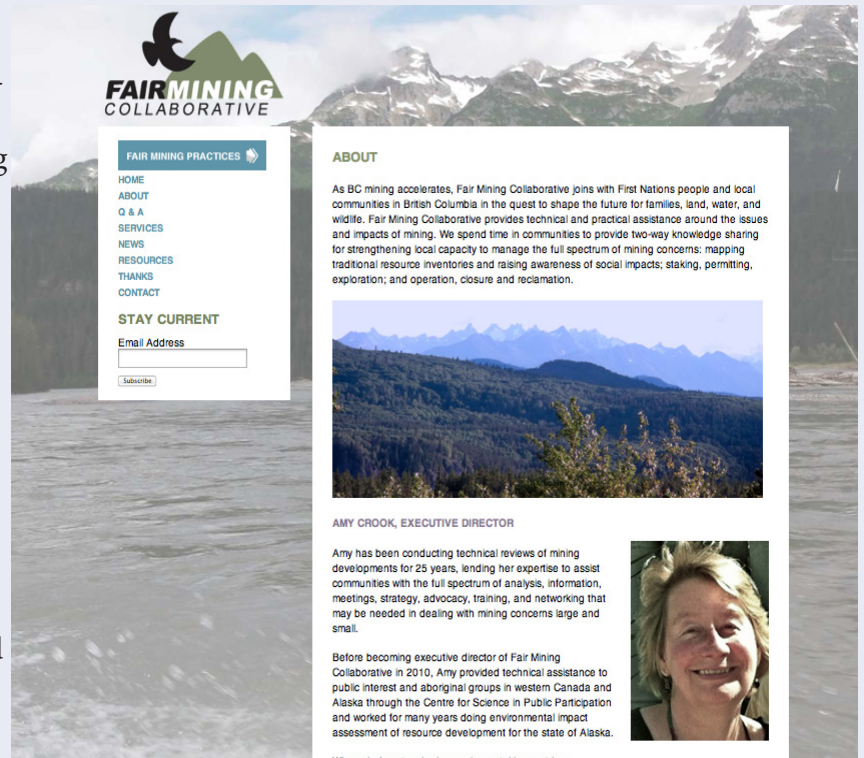 FAIRMINING
COLLABORATIVE
FAIR MINING PRACTICES
HOME
ABOUT
Q & A
SERVICES
NEWS
RESOURCES
THANKS
CONTACT
STAY CURRENT
Email Address
Subscribe
ABOUT
As BC mining accelerates, Fair Mining Collaborative joins with First Nations people and local
communities in British Columbia in the quest to shape the future for families, land, water, and
wildlife. Fair Mining Collaborative provides technical and practical assistance around the issues
and impacts of mining. We spend time in communities to provide two-way knowledge sharing
for strengthening local capacity to manage the full spectrum of mining concerns: mapping
traditional resource inventories and raising awareness of social impacts; staking, permitting,
exploration; and operation, closure and reclamation.
AMY CROOK, EXECUTIVE DIRECTOR
Amy has been conducting technical reviews of mining
developments for 25 years, lending her expertise to assist
communities with the full spectrum of analysis, information,
meetings, strategy, advocacy, training, and networking that
may be needed in dealing with mining concerns large and
small.
Before becoming executive director of Fair Mining
Collaborative in 2010, Amy provided technical assistance to
public interest and aboriginal groups in western Canada and
Alaska through the Centre for Science in Public Participation
and worked for many years doing environmental impact
assessment of resource development for the state of Alaska.